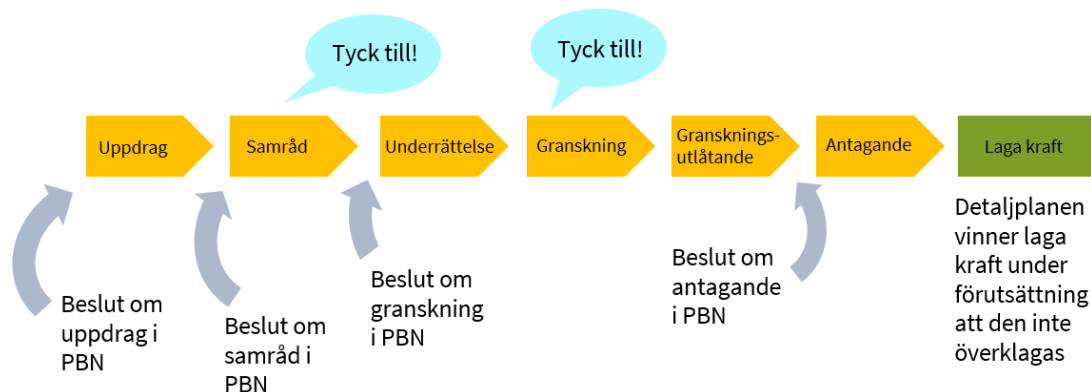 Tyck till!
Tyck till!
Uppdrag
Samråd
Underrättelse
Granskning
Gransknings-
utlåtande
Antagande
Laga kraft
Beslut om
uppdrag i
PBN
Beslut om
samråd i
PBN
Beslut om
granskning
i PBN
Beslut om
antagande
i PBN
Detaljplanen
vinner laga
kraft under
förutsättning
att den inte
överklagas